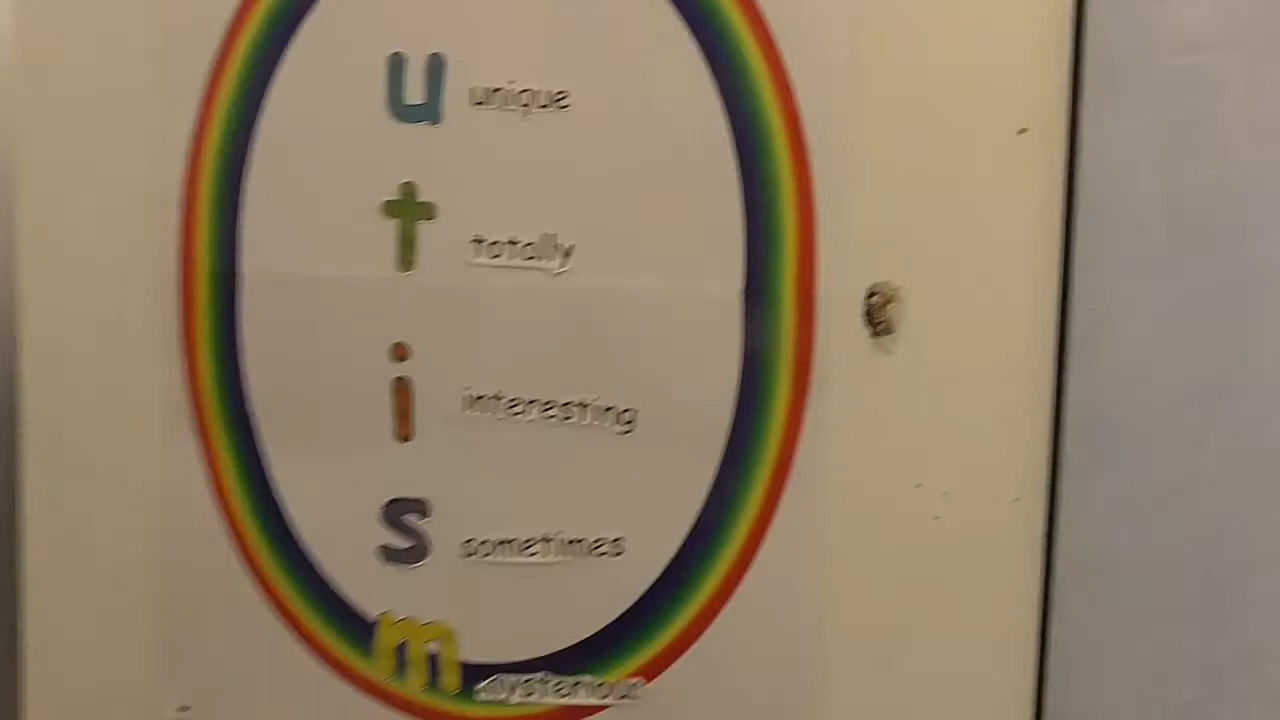 u unique
t totally
i interesting
s sometimes
m mysterious